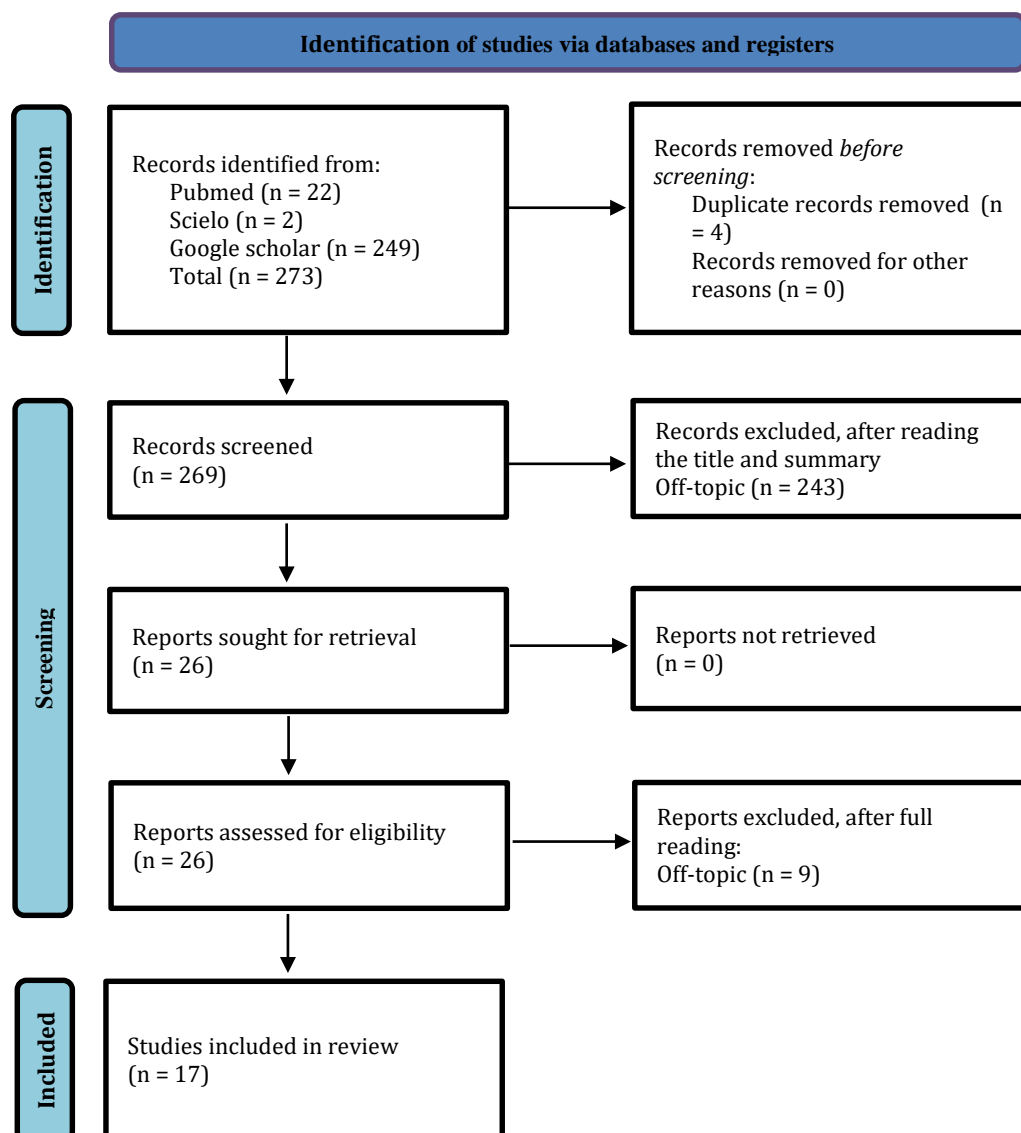 Identification of studies via databases and registers
Identification
Records identified from:
Pubmed (n = 22)
Scielo (n = 2)
Google scholar (n = 249)
Total (n = 273)
Records removed before
screening:
Duplicate records removed (n
= 4)
Records removed for other
reasons (n = 0)
Screening
Records screened
(n = 269)
Records excluded, after reading
the title and summary
Off-topic (n = 243)
Reports sought for retrieval
(n = 26)
Reports not retrieved
(n = 0)
Reports assessed for eligibility
(n = 26)
Reports excluded, after full
reading:
Off-topic (n = 9)
Included
Studies included in review
(n = 17)